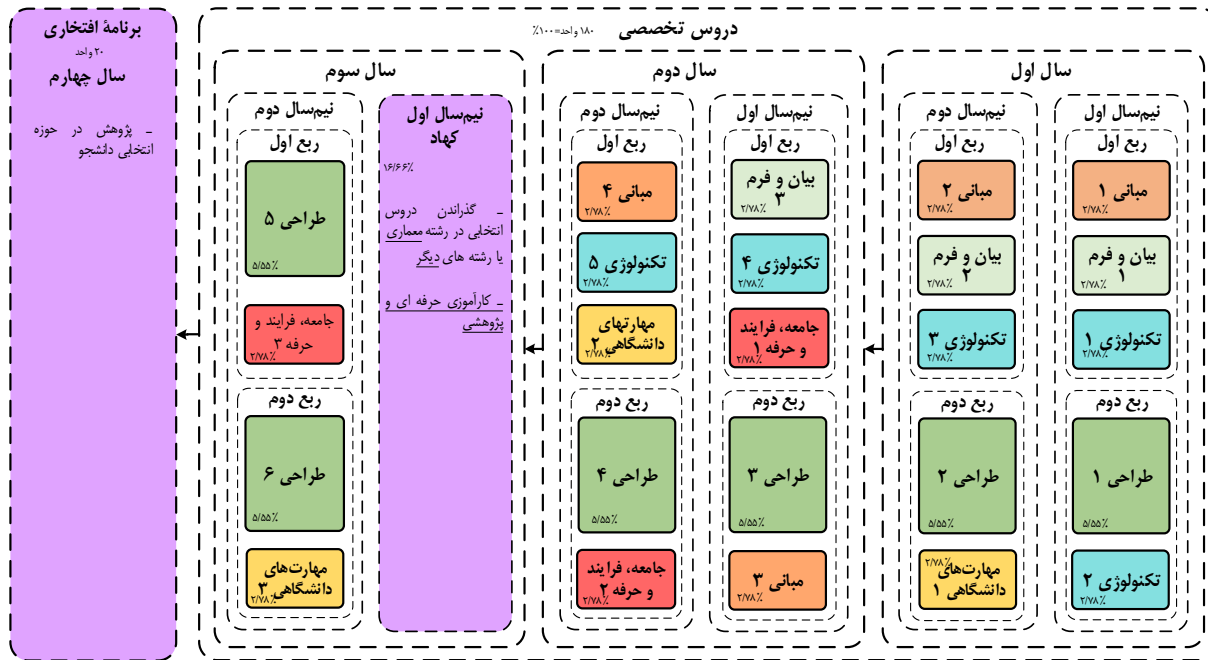 دروس تخصصی ۱۸۰ واحد=۱۰۰٪
سال اول
نیم‌سال اول
ربع اول
مبانی ۱
۲/۷۸٪
بیان و فرم
۱
۲/۷۸٪
تکنولوژی ۱
۲/۷۸٪
ربع دوم
طراحی ۱
۵/۵۵٪
تکنولوژی ۲
۲/۷۸٪
نیم‌سال دوم
ربع اول
مبانی ۲
۲/۷۸٪
بیان و فرم
۲
۲/۷۸٪
تکنولوژی ۳
۲/۷۸٪
ربع دوم
طراحی ۲
۵/۵۵٪
۲/۷۸٪
مهارت‌های
دانشگاهی ۱
سال دوم
نیم‌سال اول
ربع اول
بیان و فرم
۳
۲/۷۸٪
تکنولوژی ۴
۲/۷۸٪
جامعه، فرایند
و حرفه ۱
۲/۷۸٪
ربع دوم
طراحی ۳
۵/۵۵٪
مبانی ۳
۲/۷۸٪
نیم‌سال دوم
ربع اول
مبانی ۴
۲/۷۸٪
تکنولوژی ۵
۲/۷۸٪
مهارتهای
دانشگاهی ۲
۲/۷۸٪
ربع دوم
طراحی ۴
۵/۵۵٪
جامعه، فرایند
و حرفه ۲
۲/۷۸٪
سال سوم
نیم‌سال اول
کهاد
۱۶/۶۶٪
- گذراندن دروس
انتخابی در رشته معماری
یا رشته های دیگر
- کارآموزی حرفه ای و
پژوهشی
نیم‌سال دوم
ربع اول
طراحی ۵
۵/۵۵٪
جامعه، فرایند و
حرفه ۳
۲/۷۸٪
ربع دوم
طراحی ۶
۵/۵۵٪
مهارت‌های
دانشگاهی ۳
۲/۷۸٪
برنامهٔ افتخاری
۲۰ واحد
سال چهارم
- پژوهش در حوزه
انتخابی دانشجو